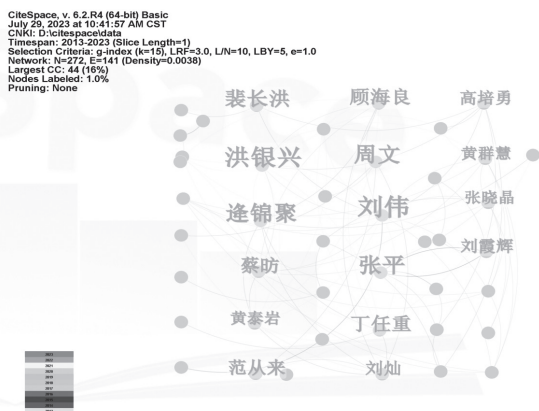 CiteSpace, v. 6.2.R4 (64-bit) Basic
July 29, 2023 at 10:41:57 AM CST
CNKI: D:\citespace\data
Timespan: 2013-2023 (Slice Length=1)
Selection Criteria: g-index (k=15), LRF=3.0, L/N=10, LBY=5, e=1.0
Network: N=272, E=141 (Density=0.0038)
Largest CC: 44 (16%)
Nodes Labeled: 1.0%
Pruning: None
裴长洪 顾海良 高培勇
洪银兴 周文 黄群慧
逄锦聚 刘伟 张晓晶
蔡昉 张平 刘霞辉
黄泰岩 丁任重
范从来 刘灿